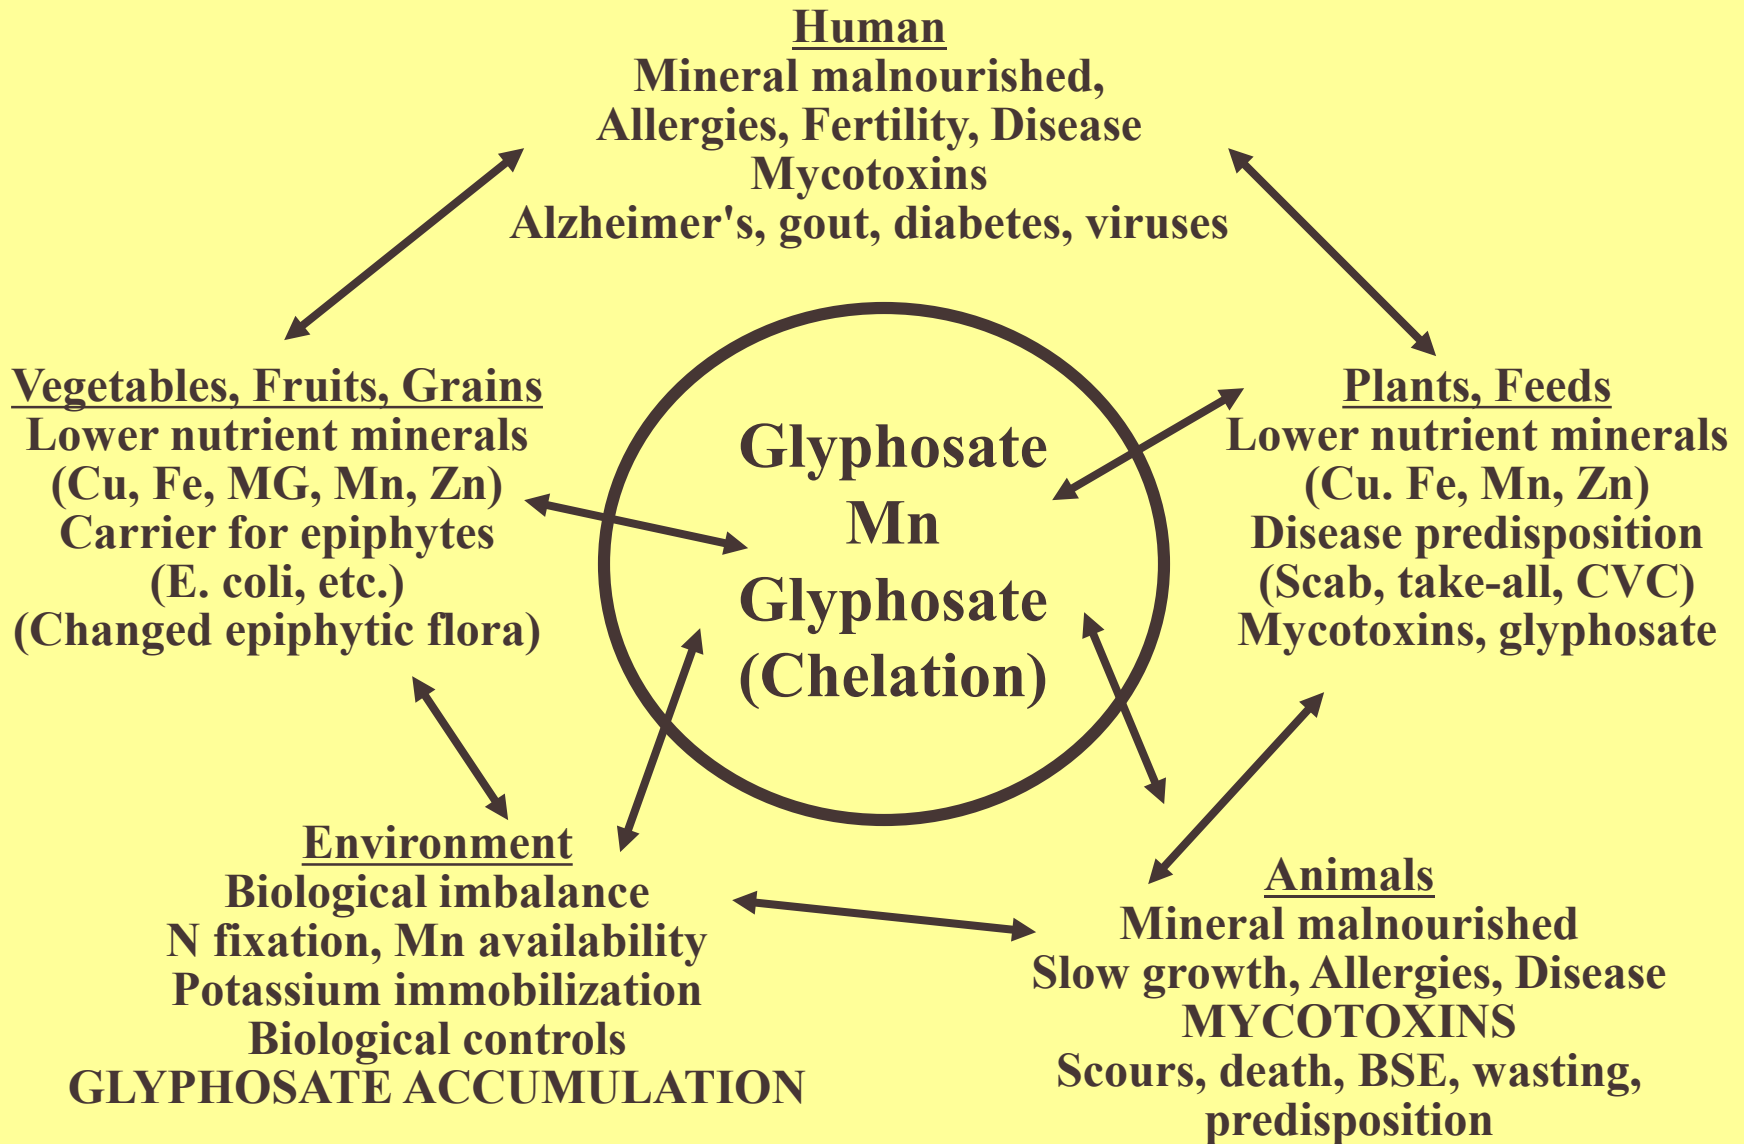 Human
Mineral malnourished,
Allergies, Fertility, Disease
Mycotoxins
Alzheimer's, gout, diabetes, viruses
Vegetables, Fruits, Grains
Lower nutrient minerals
(Cu, Fe, MG, Mn, Zn)
Carrier for epiphytes
(E. coli, etc.)
(Changed epiphytic flora)
Glyphosate
Mn
Glyphosate
(Chelation)
Plants, Feeds
Lower nutrient minerals
(Cu. Fe, Mn, Zn)
Disease predisposition
(Scab, take-all, CVC)
Mycotoxins, glyphosate
Environment
Biological imbalance
N fixation, Mn availability
Potassium immobilization
Biological controls
GLYPHOSATE ACCUMULATION
Animals
Mineral malnourished
Slow growth, Allergies, Disease
MYCOTOXINS
Scours, death, BSE, wasting,
predisposition